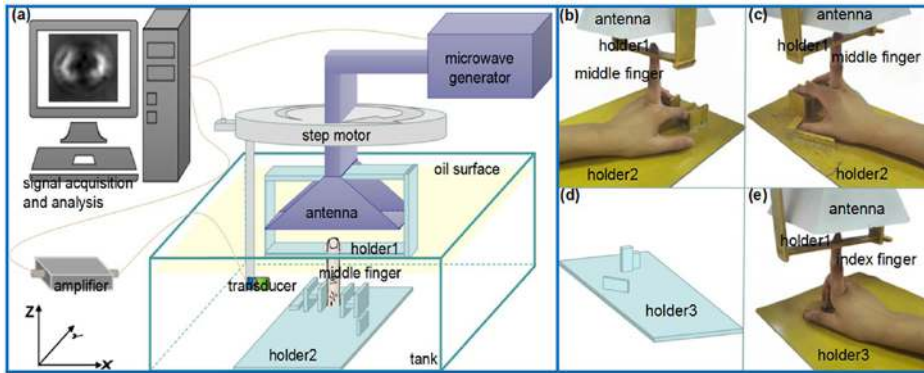 (a)
microwave
generator
step motor
signal acquisition
and analysis
oil surface
antenna
holder1
middle finger
amplifier
transducer
Z
Y
X
holder2
tank
(b)
antenna
holder1
middle finger
holder2
(c)
antenna
holder1
middle finger
holder2
(d)
holder3
(e)
antenna
holder1
index finger
holder3